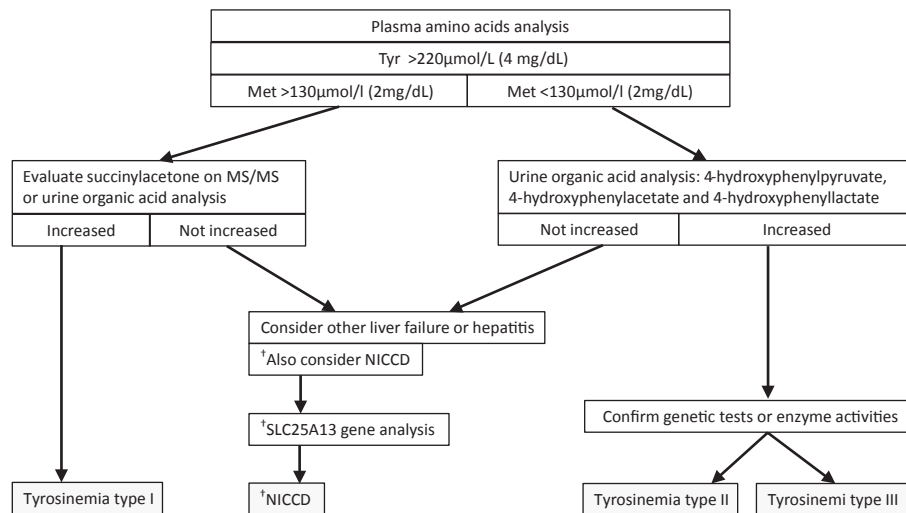 Plasma amino acids analysis
Tyr >220μmol/L (4 mg/dL)
Met >130μmol/l (2mg/dL)
Met <130μmol/l (2mg/dL)
Evaluate succinylacetone on MS/MS
or urine organic acid analysis
Increased
Not increased
Urine organic acid analysis: 4-hydroxyphenylpyruvate,
4-hydroxyphenylacetate and 4-hydroxyphenyllactate
Not increased
Increased
Consider other liver failure or hepatitis
†Also consider NICCD
†SLC25A13 gene analysis
Confirm genetic tests or enzyme activities
Tyrosinemia type I
†NICCD
Tyrosinemia type II
Tyrosinemi type III